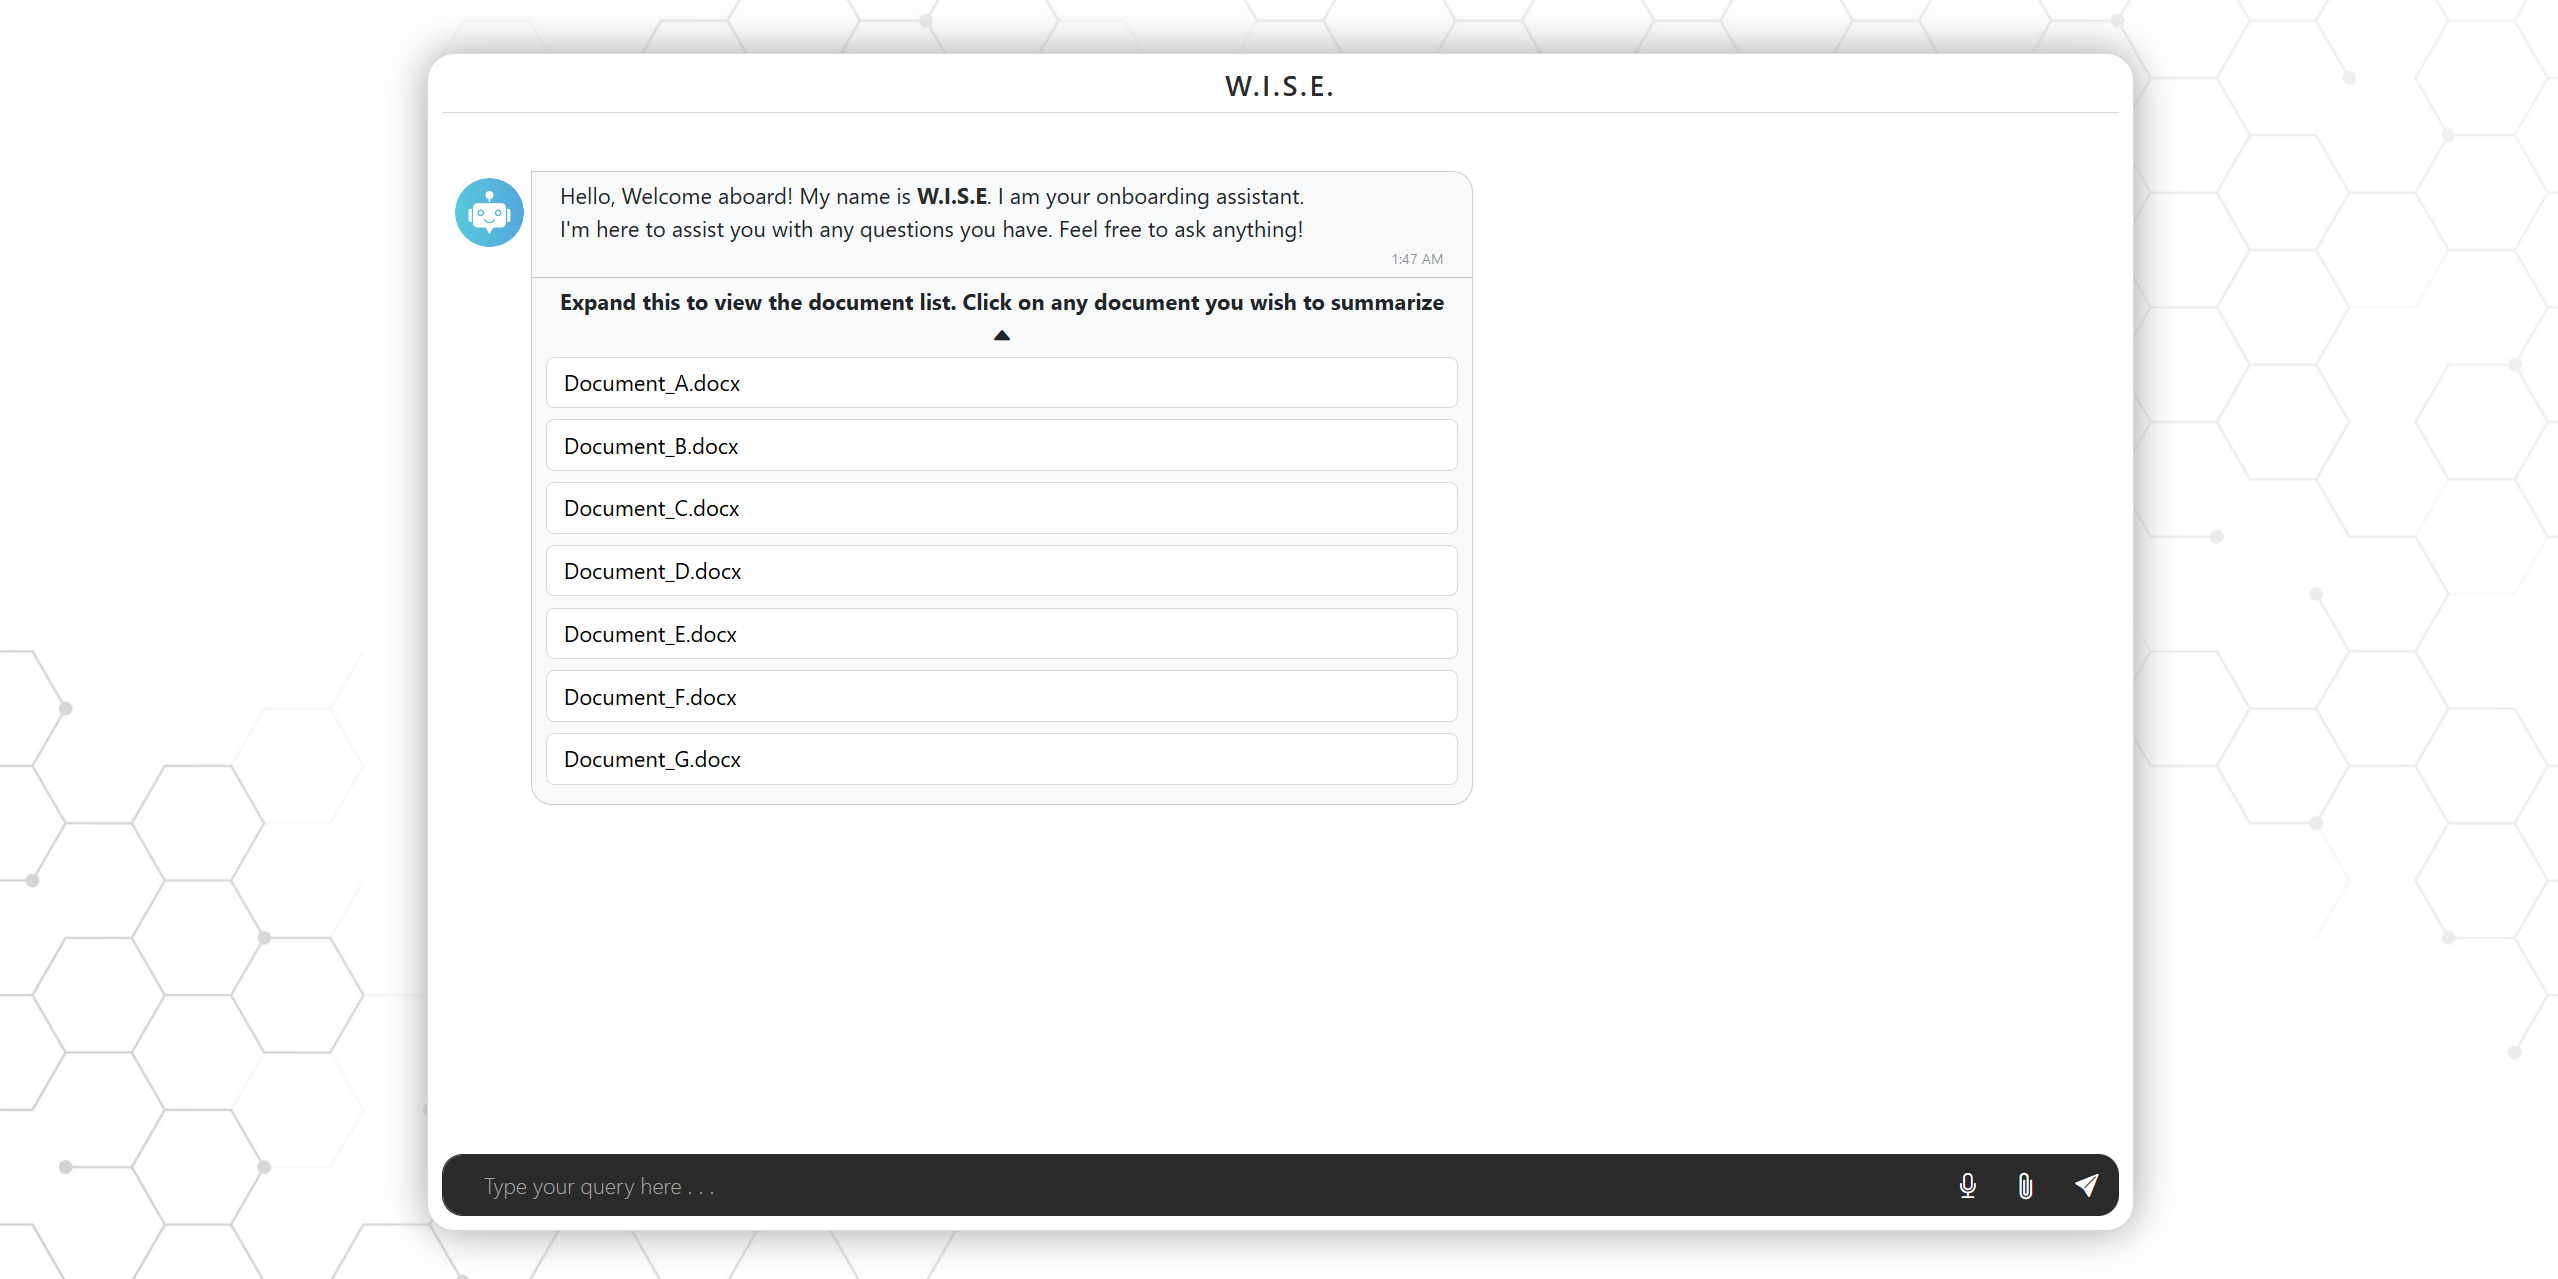 W.I.S.E.
Hello, Welcome aboard! My name is W.I.S.E. I am your onboarding assistant.
I'm here to assist you with any questions you have. Feel free to ask anything!
1:47 AM
Expand this to view the document list. Click on any document you wish to summarize
Document_A.docx
Document_B.docx
Document_C.docx
Document_D.docx
Document_E.docx
Document_F.docx
Document_G.docx
Type your query here . . .